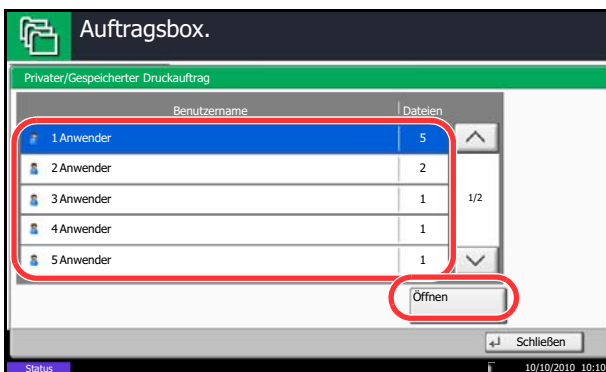 Auftragsbox.
Privater/Gespeicherter Druckauftrag
Benutzername Dateien
1 Anwender 5
2 Anwender 2
3 Anwender 1 1/2
4 Anwender 1
5 Anwender 1
Öffnen
Schließen
Status 10/10/2010 10:10